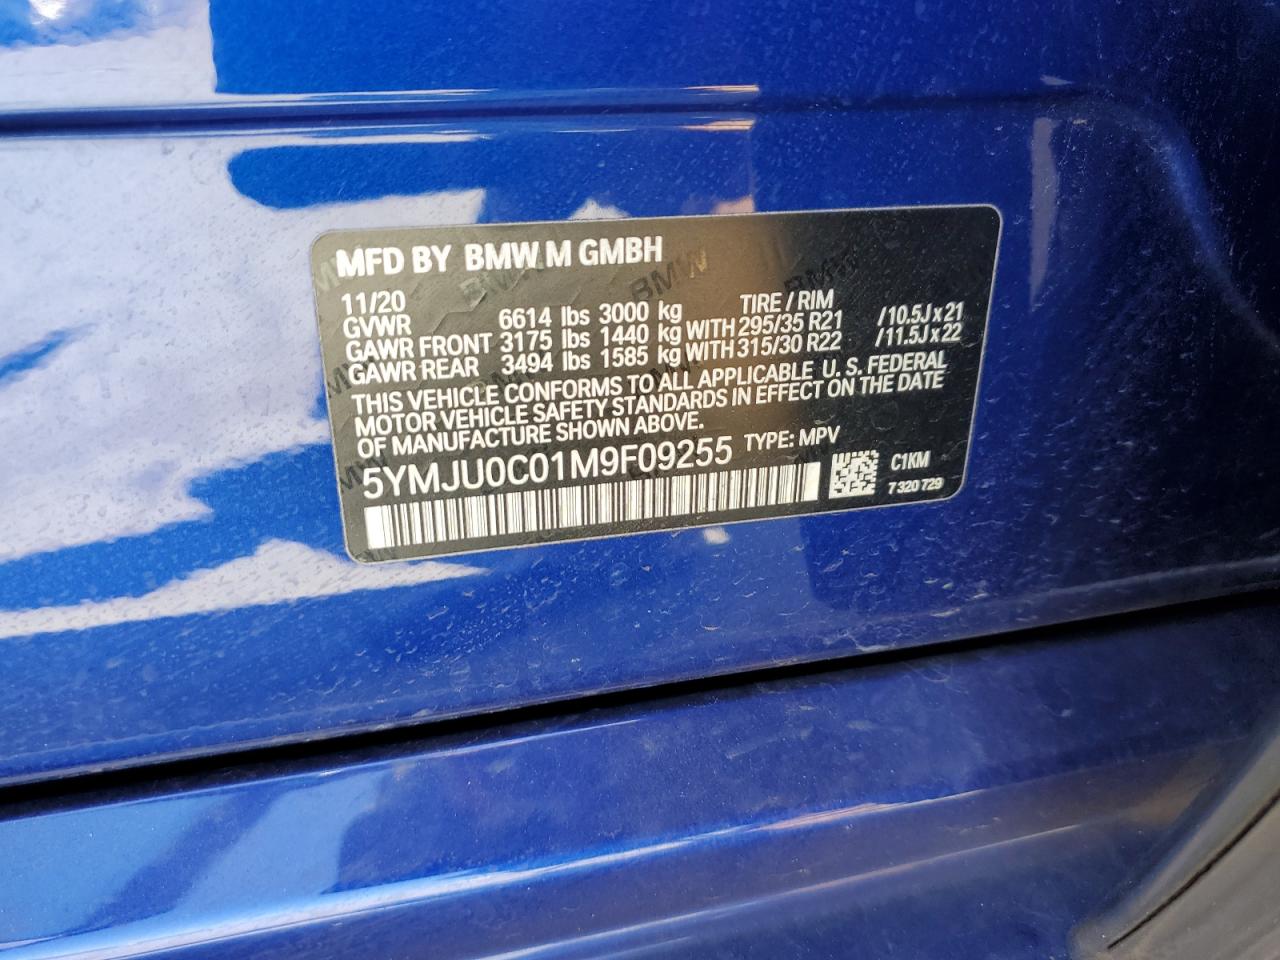 MFD BY BMW M GMBH
11/20 TIRE / RIM
GVWR 6614 lbs 3000 kg
GAWR FRONT 3175 lbs 1440 kg WITH 295/35 R21 /10.5J x 21
GAWR REAR 3494 lbs 1585 kg WITH 315/30 R22 /11.5J x 22
THIS VEHICLE CONFORMS TO ALL APPLICABLE U. S. FEDERAL
MOTOR VEHICLE SAFETY STANDARDS IN EFFECT ON THE DATE
OF MANUFACTURE SHOWN ABOVE.
5YMJU0C01M9F09255 TYPE: MPV
C1KM
7 320 729